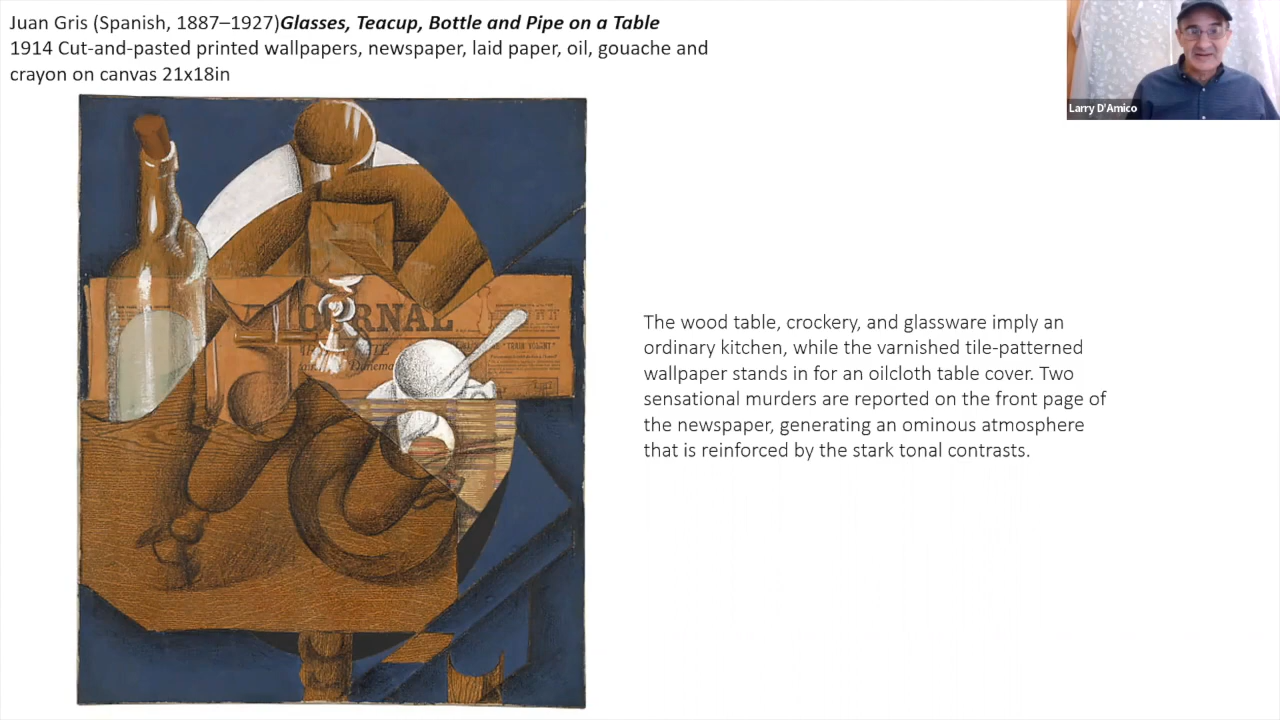 Juan Gris (Spanish, 1887–1927)Glasses, Teacup, Bottle and Pipe on a Table
1914 Cut-and-pasted printed wallpapers, newspaper, laid paper, oil, gouache and
crayon on canvas 21x18in
Larry D'Amico
URNAL
"TRAIN VOLANT"
The wood table, crockery, and glassware imply an
ordinary kitchen, while the varnished tile-patterned
wallpaper stands in for an oilcloth table cover. Two
sensational murders are reported on the front page of
the newspaper, generating an ominous atmosphere
that is reinforced by the stark tonal contrasts.